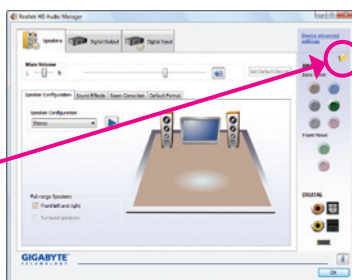 Realtek HD Audio Manager
Speakers
Digital Output
Digital Input
Device advanced settings
Main Volume
L
R
Set Default Device
Speaker Configuration
Sound Effects
Room Correction
Default Format
Speaker Configuration
Stereo
Back Panel
Front Panel
Full-range Speakers
Front left and right
Surround speakers
DIGITAL
GIGABYTE
TECHNOLOGY
OK